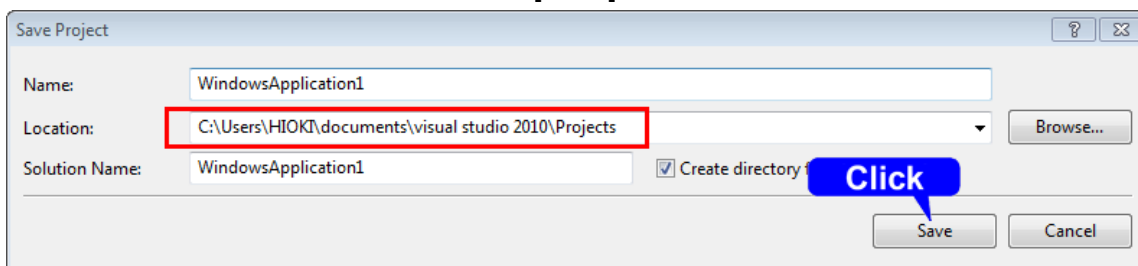 Save Project
Name: WindowsApplication1
Location: C:\Users\HIOKI\documents\visual studio 2010\Projects Browse...
Solution Name: WindowsApplication1 Create directory
Click
Save Cancel